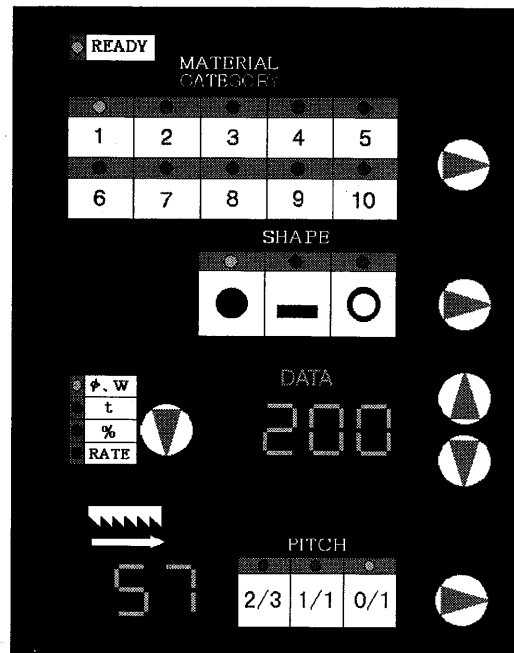 READY
MATERIAL
CATEGORY
1 2 3 4 5
6 7 8 9 10
SHAPE
φ、W
t
%
RATE
DATA
200
57
PITCH
2/3 1/1 0/1